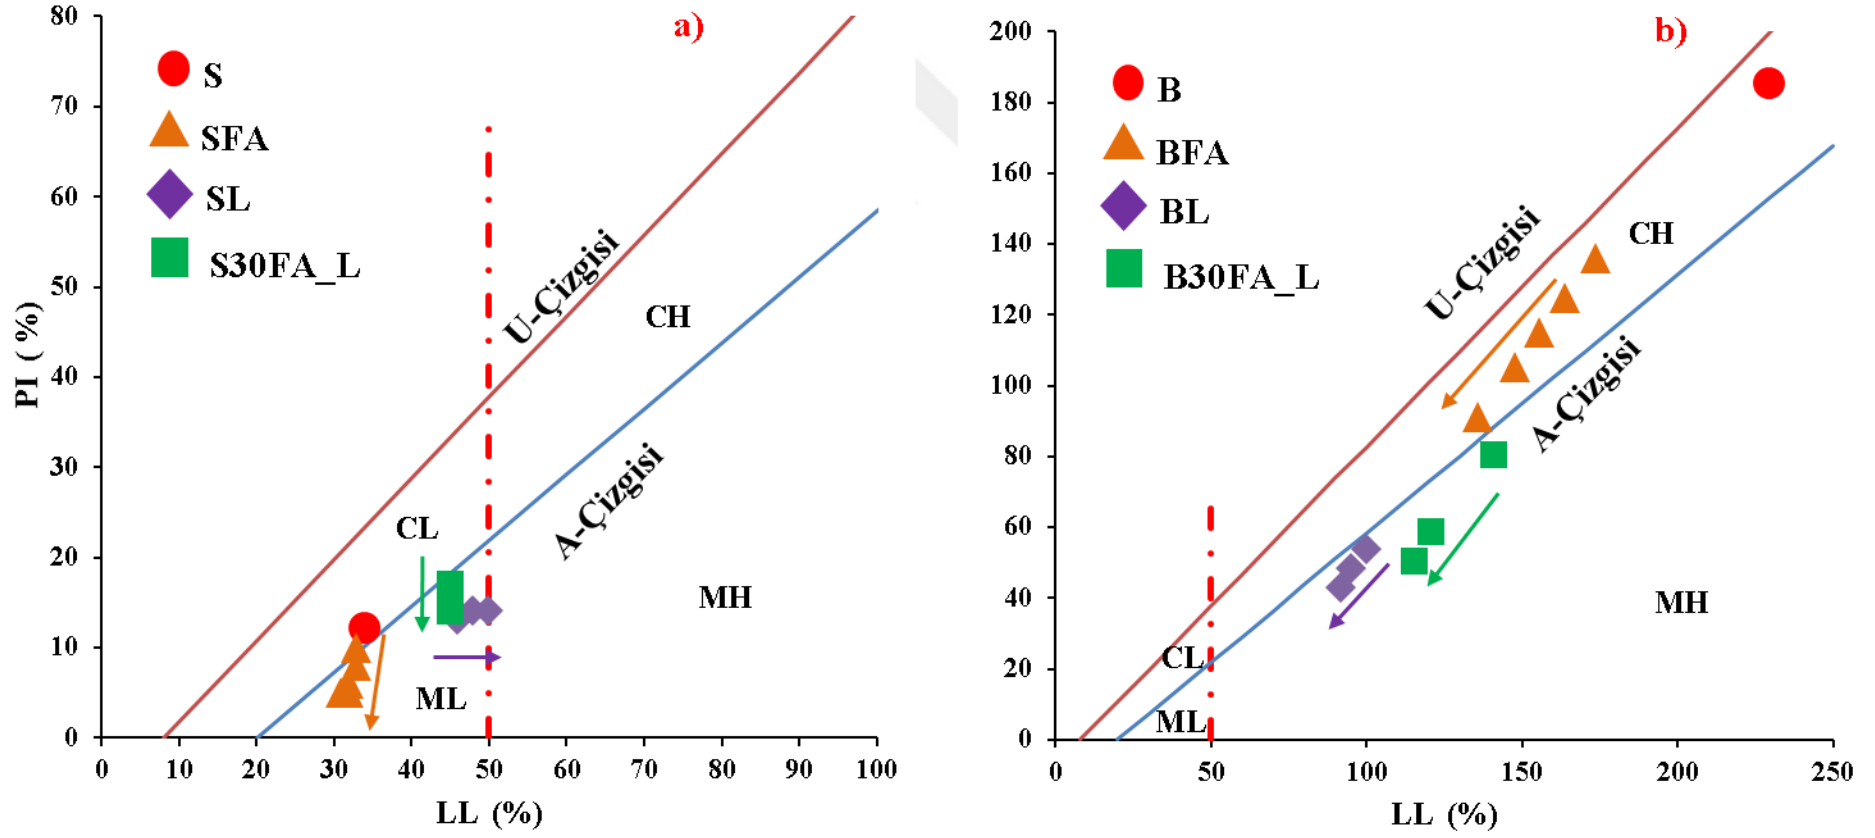 a)
80
70
60
50
40
30
20
10
0
PI ( %)
S
SFA
SL
S30FA_L
U-Çizgisi
CH
A-Çizgisi
CL
MH
ML
0 10 20 30 40 50 60 70 80 90 100
LL (%)
b)
200
180
160
140
120
100
80
60
40
20
0
B
BFA
BL
B30FA_L
U-Çizgisi
CH
A-Çizgisi
MH
CL
ML
0 50 100 150 200 250
LL (%)